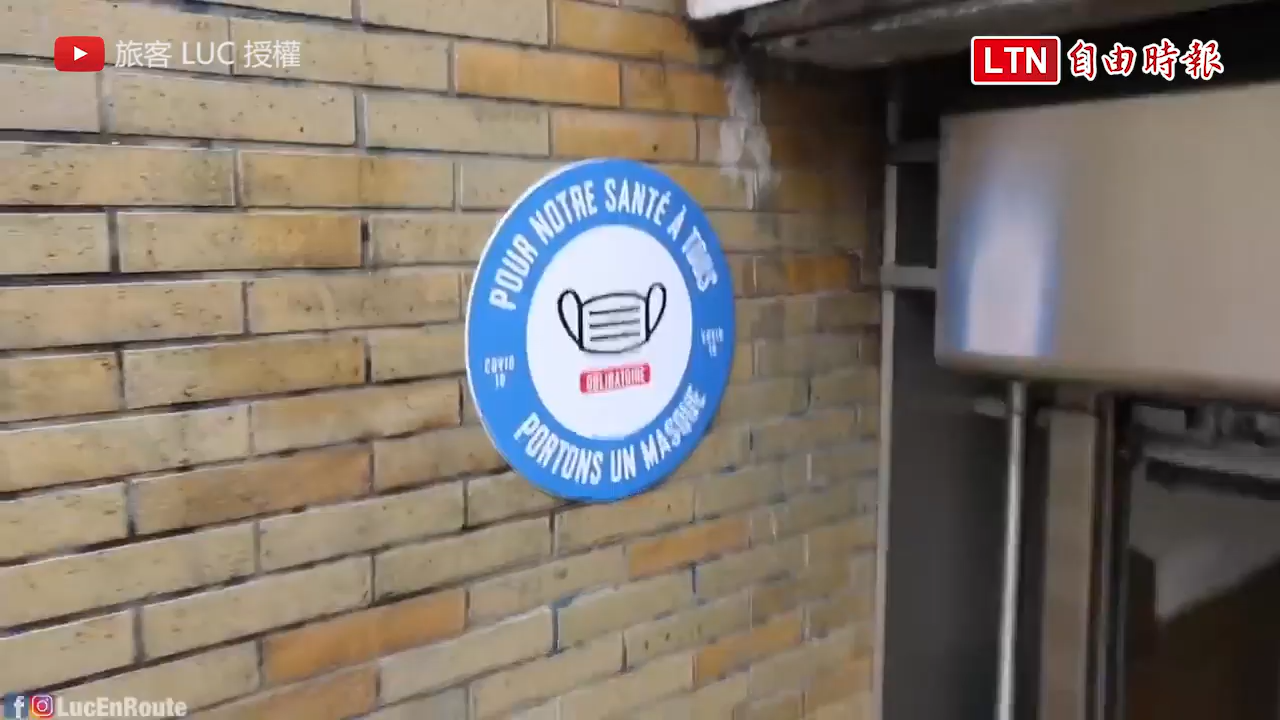 旅客 LUC 授權
LTN 自由時報
POUR NOTRE SANTÉ À TOUS
COVID
19
COVID
19
OBLIGATOIRE
PORTONS UN MASQUE
LucEnRoute